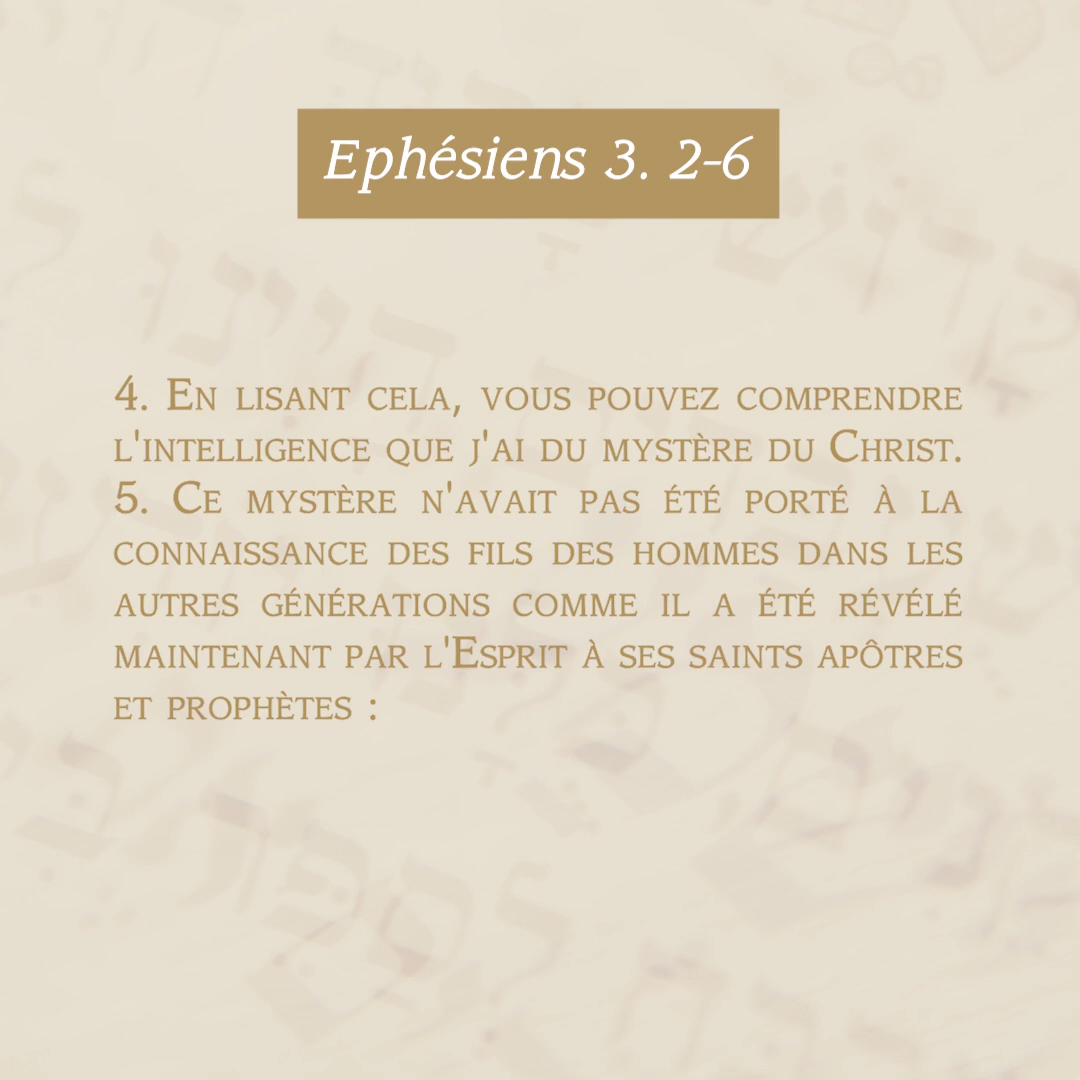 Ephésiens 3. 2-6
4. En lisant cela, vous pouvez comprendre
l'intelligence que j'ai du mystère du Christ.
5. Ce mystère n'avait pas été porté à la
connaissance des fils des hommes dans les
autres générations comme il a été révélé
maintenant par l'Esprit à ses saints apôtres
et prophètes :